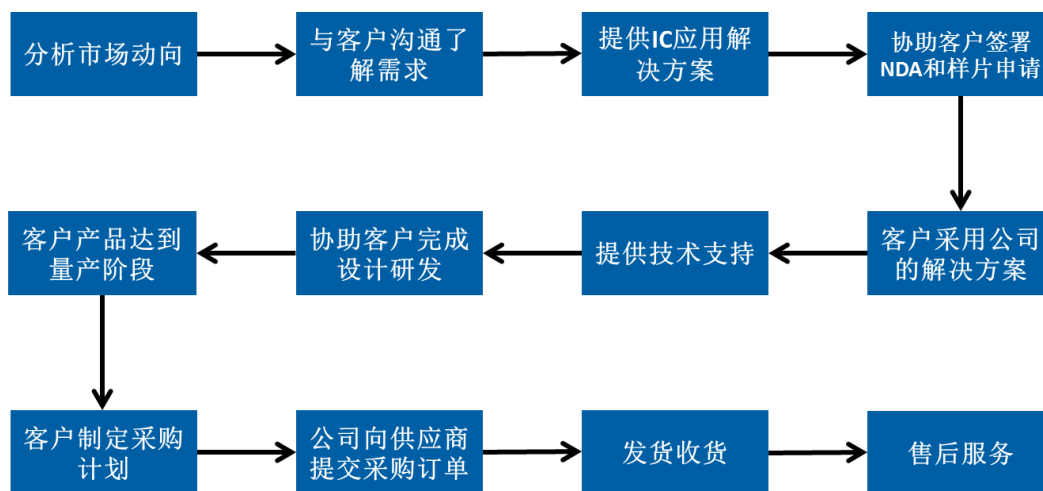 分析市场动向
与客户沟通了
解需求
提供IC应用解
决方案
协助客户签署
NDA和样片申请
客户产品达到
量产阶段
协助客户完成
设计研发
提供技术支持
客户采用公司
的解决方案
客户制定采购
计划
公司向供应商
提交采购订单
发货收货
售后服务